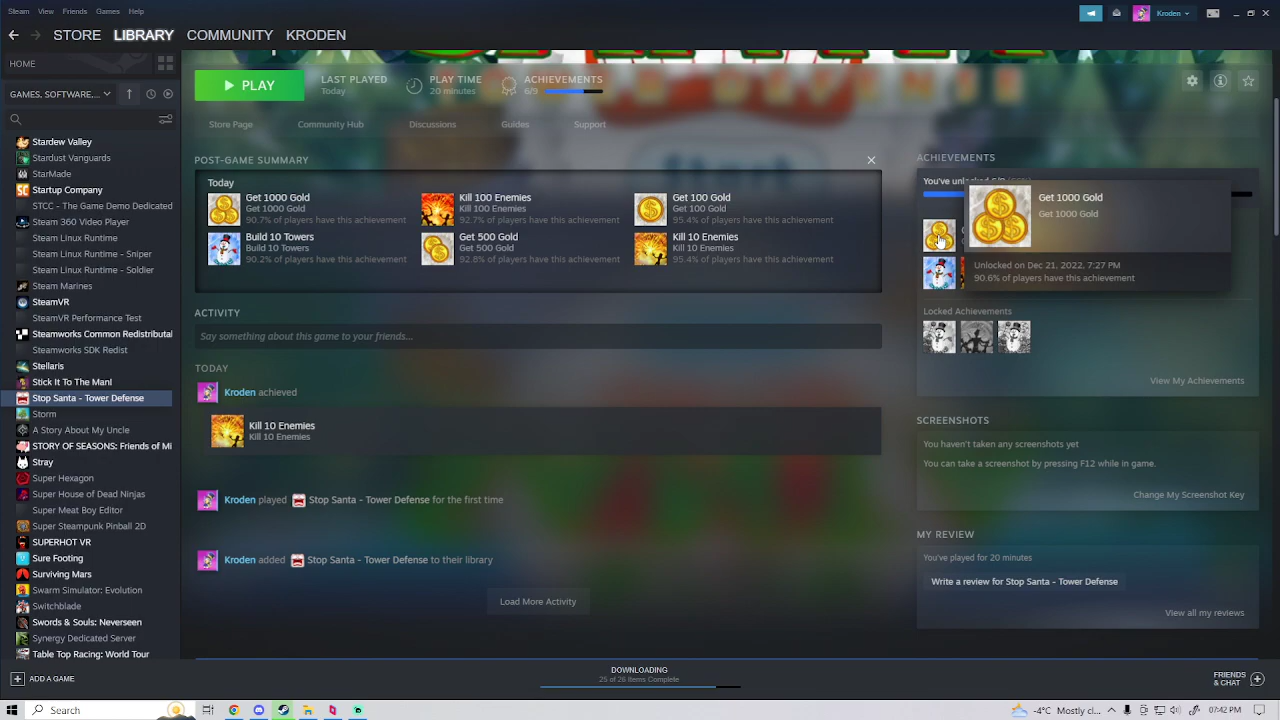 Steam View Friends Games Help
KRODEN
STORE LIBRARY COMMUNITY KRODEN
HOME
GAMES, SOFTWARE,...
Stardew Valley
Stardust Vanguards
StarMade
Startup Company
STCC - The Game Demo Dedicated
Steam 360 Video Player
Steam Linux Runtime
Steam Linux Runtime - Sniper
Steam Linux Runtime - Soldier
Steam Marines
SteamVR
SteamVR Performance Test
Steamworks Common Redistributal
Steamworks SDK Redist
Stellaris
Stick It To The Man!
Stop Santa - Tower Defense
Storm
A Story About My Uncle
STORY OF SEASONS: Friends of Mi
Stray
Super Hexagon
Super House of Dead Ninjas
Super Meat Boy Editor
Super Steampunk Pinball 2D
SUPERHOT VR
Sure Footing
Surviving Mars
Swarm Simulator: Evolution
Switchblade
Swords & Souls: Neverseen
Synergy Dedicated Server
Table Top Racing: World Tour
PLAY
LAST PLAYED
Today
PLAY TIME
20 minutes
ACHIEVEMENTS
6/9
Store Page Community Hub Discussions Guides Support
POST-GAME SUMMARY
Today
Get 1000 Gold
Get 1000 Gold
90.7% of players have this achievement
Kill 100 Enemies
Kill 100 Enemies
92.7% of players have this achievement
Get 100 Gold
Get 100 Gold
95.4% of players have this achievement
Build 10 Towers
Build 10 Towers
90.2% of players have this achievement
Get 500 Gold
Get 500 Gold
92.8% of players have this achievement
Kill 10 Enemies
Kill 10 Enemies
95.4% of players have this achievement
ACTIVITY
Say something about this game to your friends...
TODAY
Kroden achieved
Kill 10 Enemies
Kill 10 Enemies
Kroden played Stop Santa - Tower Defense for the first time
Kroden added Stop Santa - Tower Defense to their library
Load More Activity
ACHIEVEMENTS
You've unlocked
Get 1000 Gold
Get 1000 Gold
Unlocked on Dec 21, 2022, 7:27 PM
90.6% of players have this achievement
Locked Achievements
View My Achievements
SCREENSHOTS
You haven't taken any screenshots yet
You can take a screenshot by pressing F12 while in game.
Change My Screenshot Key
MY REVIEW
You've played for 20 minutes
Write a review for Stop Santa - Tower Defense
View all my reviews
ADD A GAME
DOWNLOADING
25 of 26 Items Complete
FRIENDS
& CHAT
Search
-4°C
07:42 PM